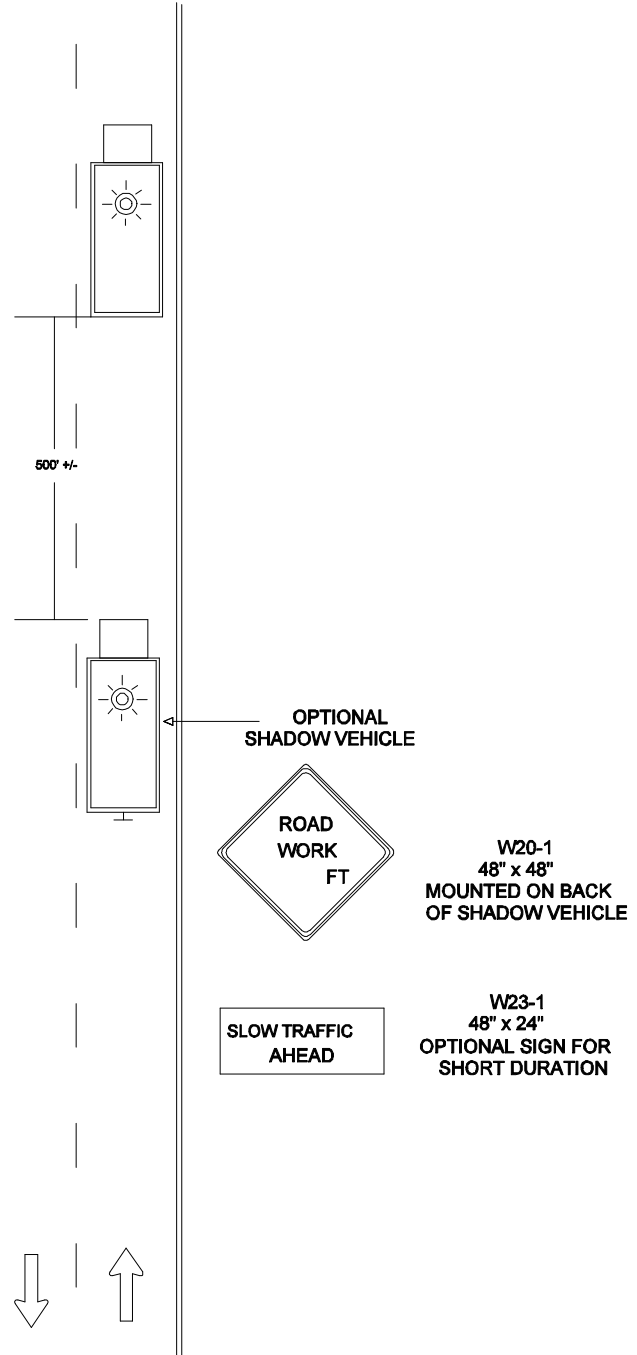 500' +/-
OPTIONAL
SHADOW VEHICLE
ROAD
WORK
FT
W20-1
48" x 48"
MOUNTED ON BACK
OF SHADOW VEHICLE
SLOW TRAFFIC
AHEAD
W23-1
48" x 24"
OPTIONAL SIGN FOR
SHORT DURATION